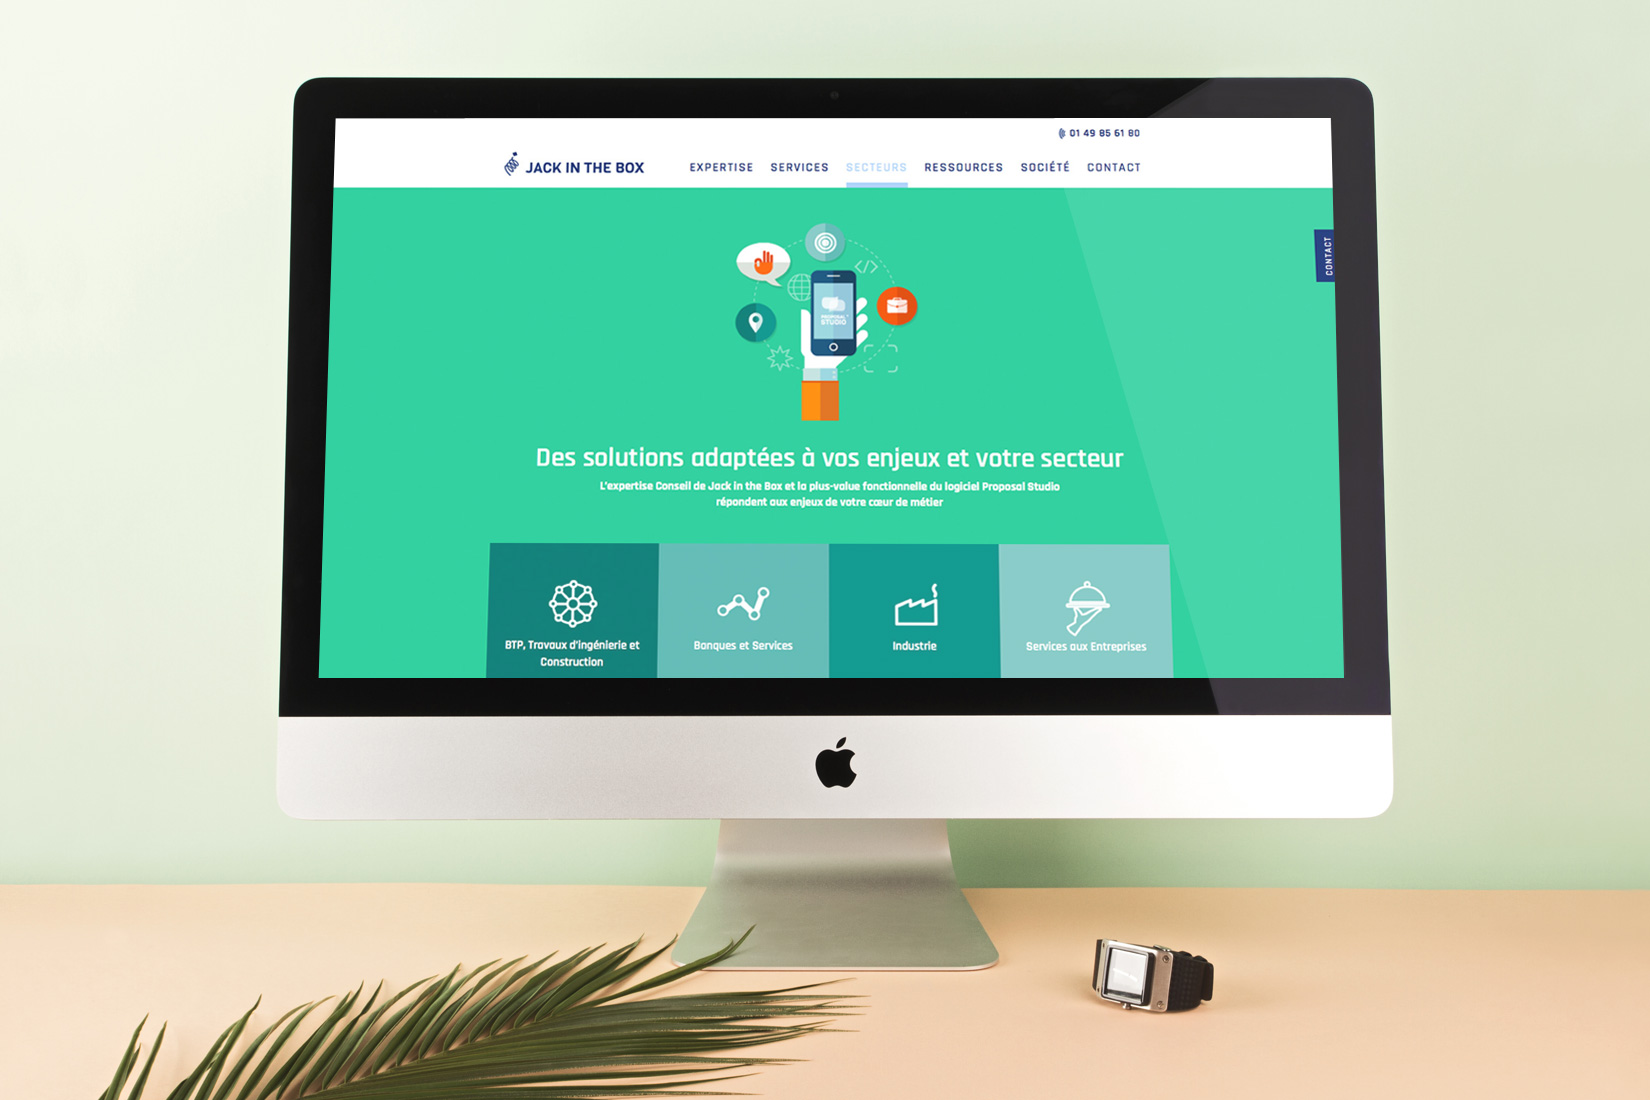 01 49 85 61 80
JACK IN THE BOX
EXPERTISE SERVICES SECTEURS RESSOURCES SOCIÉTÉ CONTACT
CONTACT
PROPOSAL
STUDIO
Des solutions adaptées à vos enjeux et votre secteur
L'expertise Conseil de Jack in the Box et la plus-value fonctionnelle du logiciel Proposal Studio
répondent aux enjeux de votre cœur de métier
BTP, Travaux d'ingénierie et
Construction
Banques et Services
Industrie
Services aux Entreprises